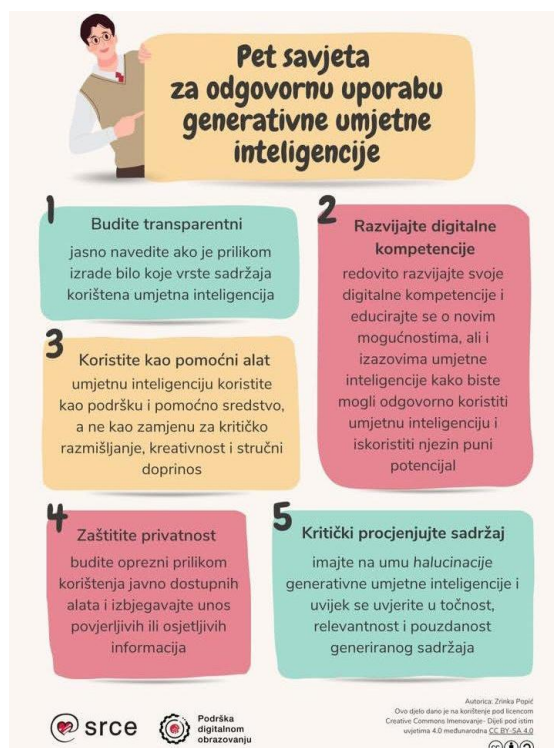 Pet savjeta
za odgovornu uporabu
generativne umjetne
inteligencije
1
Budite transparentni
jasno navedite ako je prilikom
izrade bilo koje vrste sadržaja
korištena umjetna inteligencija
2
Razvijajte digitalne
kompetencije
redovito razvijajte svoje
digitalne kompetencije i
educirajte se o novim
mogućnostima, ali i
izazovima umjetne
inteligencije kako biste
mogli odgovorno koristiti
umjetnu inteligenciju i
iskoristiti njezin puni
potencijal
3
Koristite kao pomoćni alat
umjetnu inteligenciju koristite
kao podršku i pomoćno sredstvo,
a ne kao zamjenu za kritičko
razmišljanje, kreativnost i stručni
doprinos
4
Zaštitite privatnost
budite oprezni prilikom
korištenja javno dostupnih
alata i izbjegavajte unos
povjerljivih ili osjetljivih
informacija
5
Kritički procjenjujte sadržaj
imajte na umu halucinacije
generativne umjetne inteligencije i
uvijek se uvjerite u točnost,
relevantnost i pouzdanost
generiranog sadržaja
srce
Podrška
digitalnom
obrazovanju
Autorica: Zrinka Popić
Ovo djelo dano je na korištenje pod licencom
Creative Commons Imenovanje- Dijeli pod istim
uvjetima 4.0 međunarodna CC BY-SA 4.0